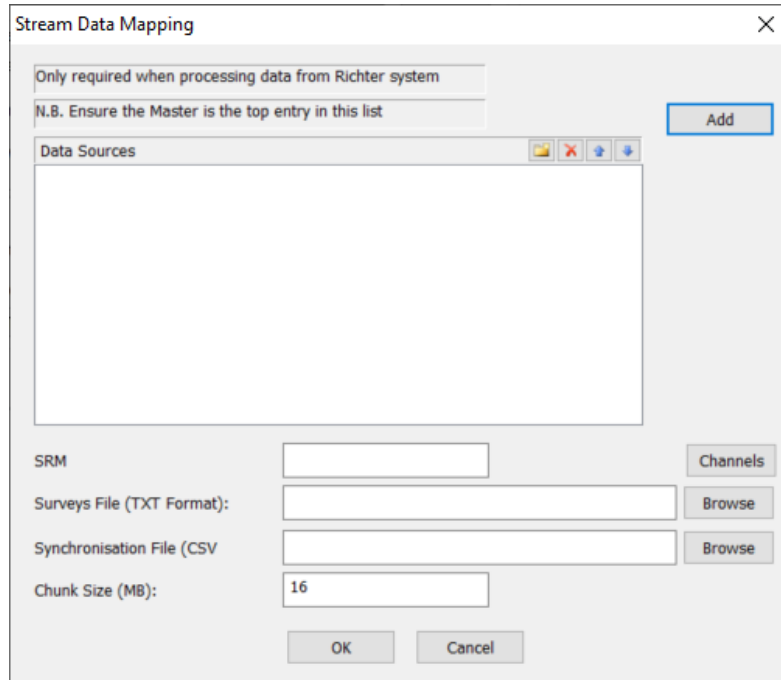 Stream Data Mapping
Only required when processing data from Richter system
N.B. Ensure the Master is the top entry in this list
Add
Data Sources
SRM
Channels
Surveys File (TXT Format):
Browse
Synchronisation File (CSV
Browse
Chunk Size (MB):
16
OK
Cancel